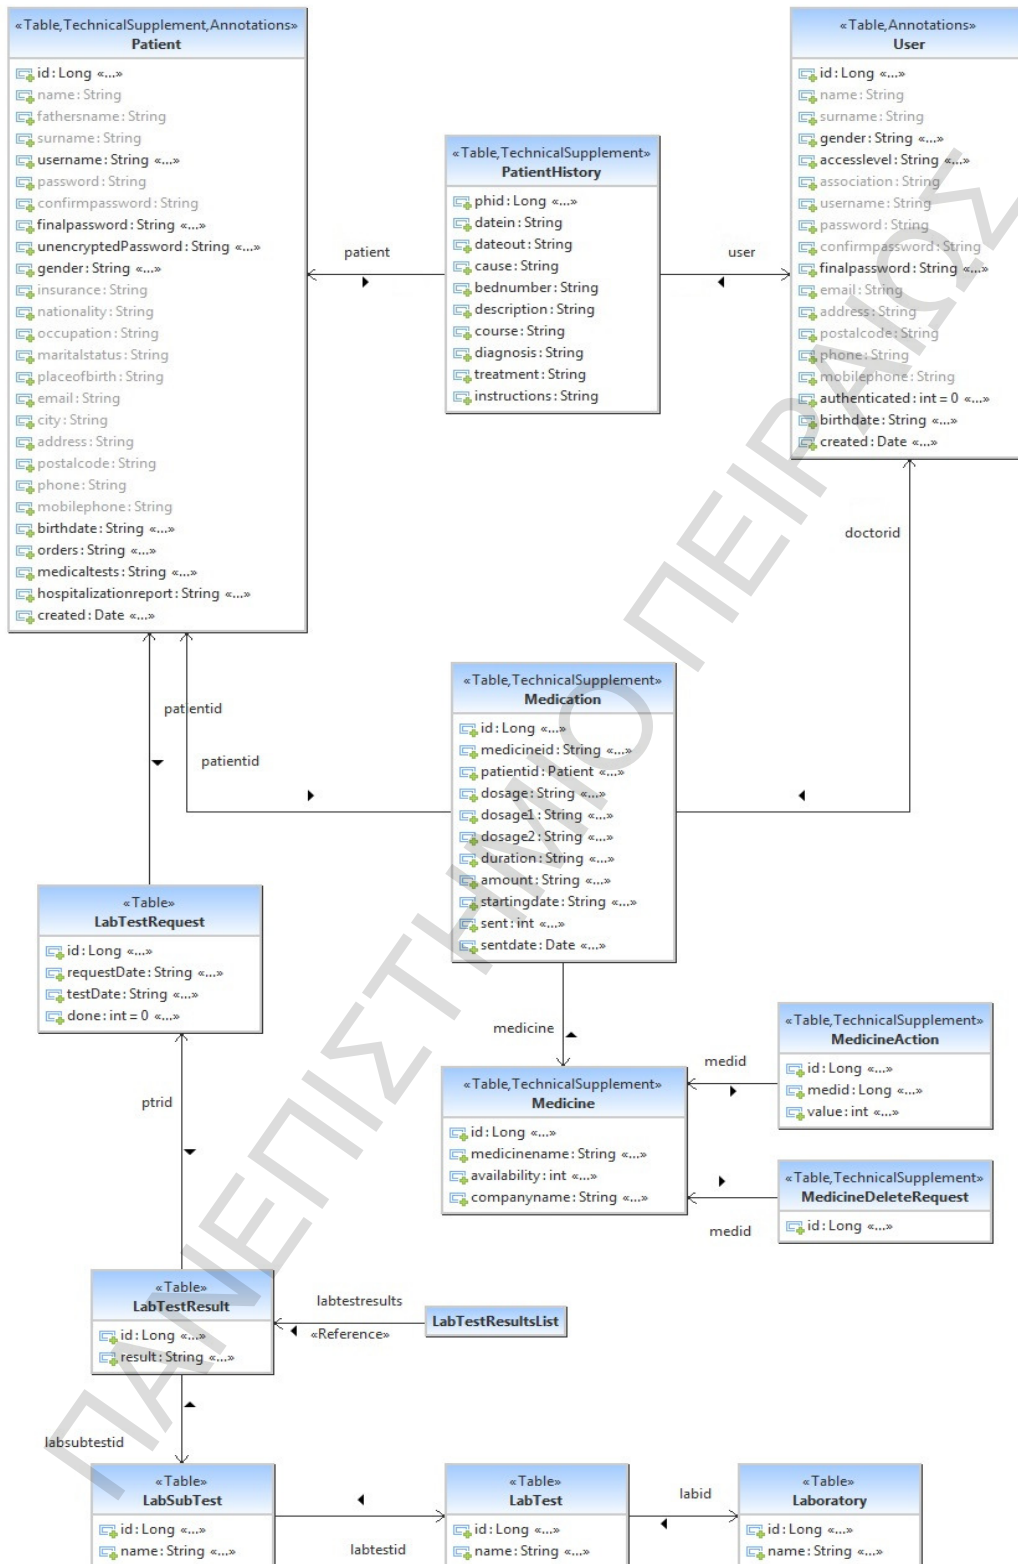 «Table,TechnicalSupplement,Annotations»
Patient
id:Long «...»
name:String
fathersname:String
surname:String
username:String «...»
password:String
confirmpassword:String
finalpassword:String «...»
unencryptedPassword:String «...»
gender:String «...»
insurance:String
nationality:String
occupation:String
maritalstatus:String
placeofbirth:String
email:String
city:String
address:String
postalcode:String
phone:String
mobilephone:String
birthdate:String «...»
orders:String «...»
medicaltests:String «...»
hospitalizationreport:String «...»
created:Date «...»
«Table,TechnicalSupplement»
PatientHistory
phid:Long «...»
datein:String
dateout:String
cause:String
bednumber:String
description:String
course:String
diagnosis:String
treatment:String
instructions:String
«Table,Annotations»
User
id:Long «...»
name:String
surname:String
gender:String «...»
accesslevel:String «...»
association:String
username:String
password:String
confirmpassword:String
finalpassword:String «...»
email:String
address:String
postalcode:String
phone:String
mobilephone:String
authenticated:int = 0 «...»
birthdate:String «...»
created:Date «...»
patient
user
doctorid
patientid
patientid
«Table,TechnicalSupplement»
Medication
id:Long «...»
medicineid:String «...»
patientid:Patient «...»
dosage:String «...»
dosage1:String «...»
dosage2:String «...»
duration:String «...»
amount:String «...»
startingdate:String «...»
sent:int «...»
sentdate:Date «...»
«Table»
LabTestRequest
id:Long «...»
requestDate:String «...»
testDate:String «...»
done:int = 0 «...»
medicine
«Table,TechnicalSupplement»
MedicineAction
id:Long «...»
medid:Long «...»
value:int «...»
medid
ptrid
«Table,TechnicalSupplement»
Medicine
id:Long «...»
medicinename:String «...»
availability:int «...»
companyname:String «...»
«Table,TechnicalSupplement»
MedicineDeleteRequest
id:Long «...»
medid
«Table»
LabTestResult
id:Long «...»
result:String «...»
labtestresults
«Reference»
LabTestResultsList
labsubtestid
«Table»
LabSubTest
id:Long «...»
name:String «...»
labtestid
«Table»
LabTest
id:Long «...»
name:String «...»
labid
«Table»
Laboratory
id:Long «...»
name:String «...»
ΠΑΝΕΠΙΣΤΗΜΙΟ ΠΕΙΡΑΙΩΣ